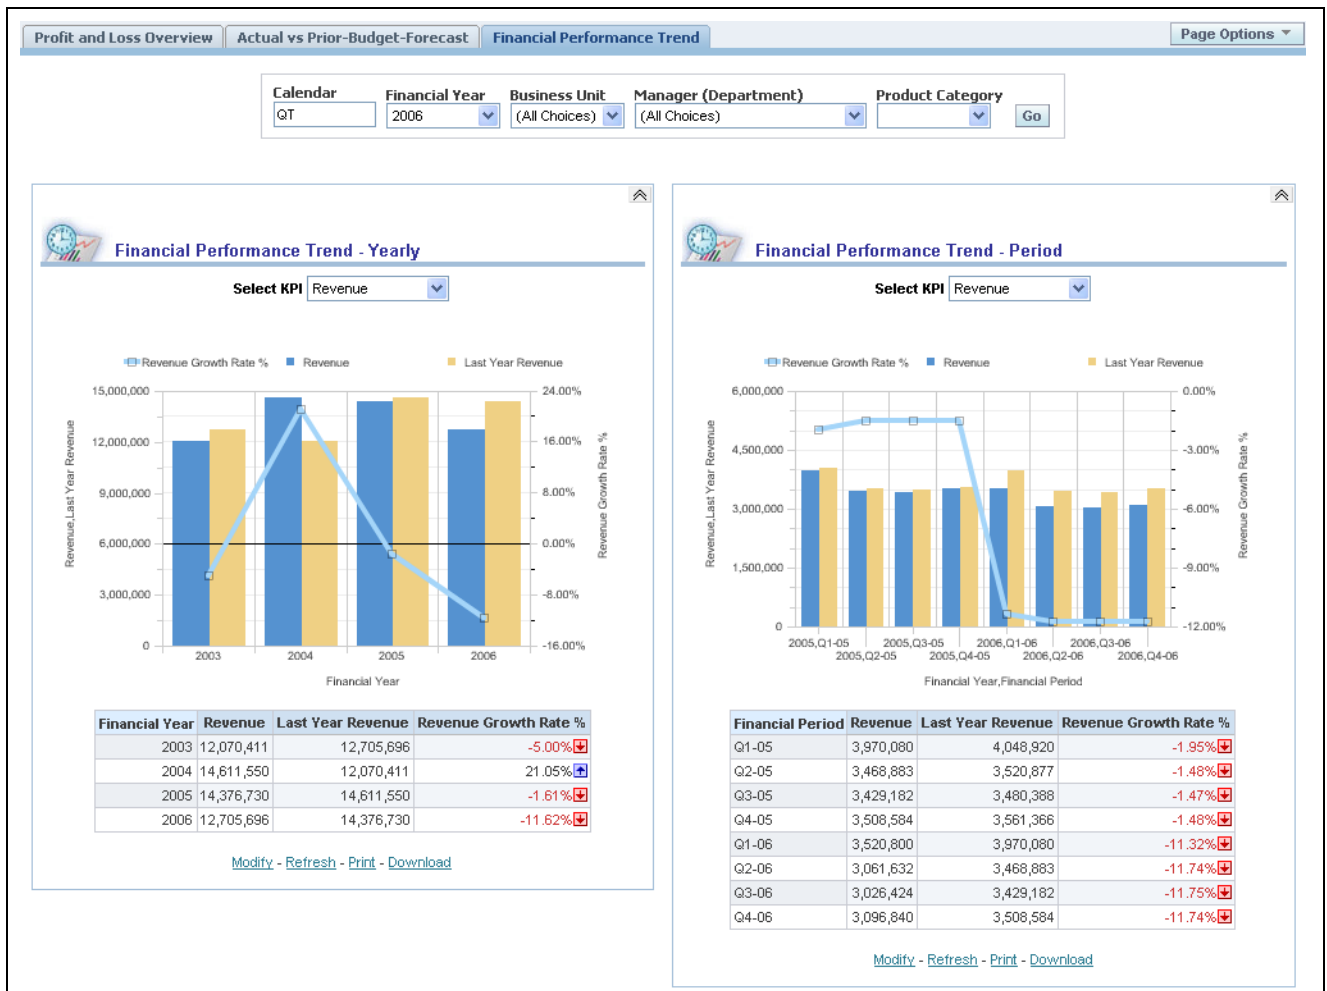 Profit and Loss Overview Actual vs Prior-Budget-Forecast Financial Performance Trend Page Options
Calendar Financial Year Business Unit Manager (Department) Product Category
QT 2006 (All Choices) (All Choices) Go
Financial Performance Trend - Yearly
Select KPI Revenue
Revenue Growth Rate % Revenue Last Year Revenue
15,000,000
12,000,000
9,000,000
6,000,000
3,000,000
0
Revenue,Last Year Revenue
24.00%
16.00%
8.00%
0.00%
-8.00%
-16.00%
Revenue Growth Rate %
2003 2004 2005 2006
Financial Year
Financial Year Revenue Last Year Revenue Revenue Growth Rate %
2003 12,070,411 12,705,696 -5.00%
2004 14,611,550 12,070,411 21.05%
2005 14,376,730 14,611,550 -1.61%
2006 12,705,696 14,376,730 -11.62%
Modify - Refresh - Print - Download
Financial Performance Trend - Period
Select KPI Revenue
Revenue Growth Rate % Revenue Last Year Revenue
6,000,000
4,500,000
3,000,000
1,500,000
0
Revenue,Last Year Revenue
0.00%
-3.00%
-6.00%
-9.00%
-12.00%
Revenue Growth Rate %
2005,Q1-05 2005,Q3-05 2006,Q1-06 2006,Q3-06
2005,Q2-05 2005,Q4-05 2006,Q2-06 2006,Q4-06
Financial Year,Financial Period
Financial Period Revenue Last Year Revenue Revenue Growth Rate %
Q1-05 3,970,080 4,048,920 -1.95%
Q2-05 3,468,883 3,520,877 -1.48%
Q3-05 3,429,182 3,480,388 -1.47%
Q4-05 3,508,584 3,561,366 -1.48%
Q1-06 3,520,800 3,970,080 -11.32%
Q2-06 3,061,632 3,468,883 -11.74%
Q3-06 3,026,424 3,429,182 -11.75%
Q4-06 3,096,840 3,508,584 -11.74%
Modify - Refresh - Print - Download